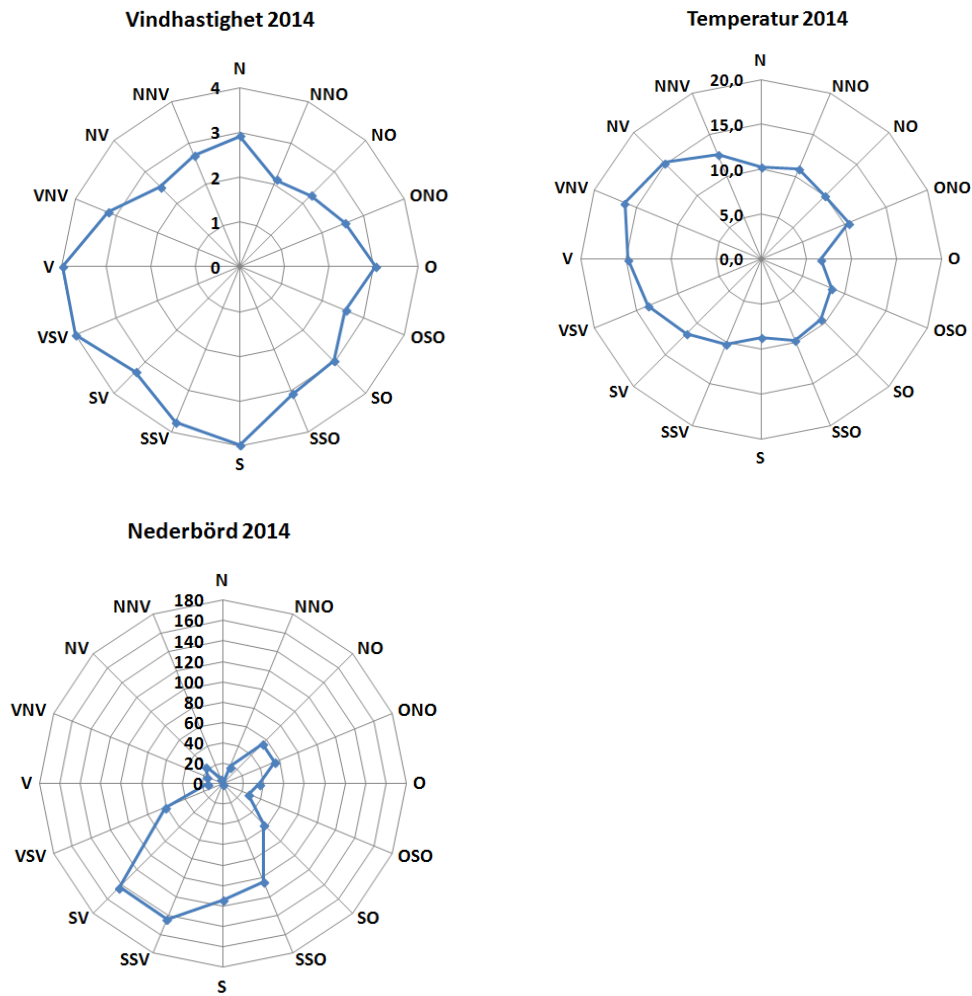 Vindhastighet 2014
N
NNO
NO
ONO
O
OSO
SO
SSO
S
SSV
SV
VSV
V
VNV
NV
NNV
4
3
2
1
0
Temperatur 2014
N
NNO
NO
ONO
O
OSO
SO
SSO
S
SSV
SV
VSV
V
VNV
NV
NNV
20,0
15,0
10,0
5,0
0,0
Nederbörd 2014
N
NNO
NO
ONO
O
OSO
SO
SSO
S
SSV
SV
VSV
V
VNV
NV
NNV
180
160
140
120
100
80
60
40
20
0